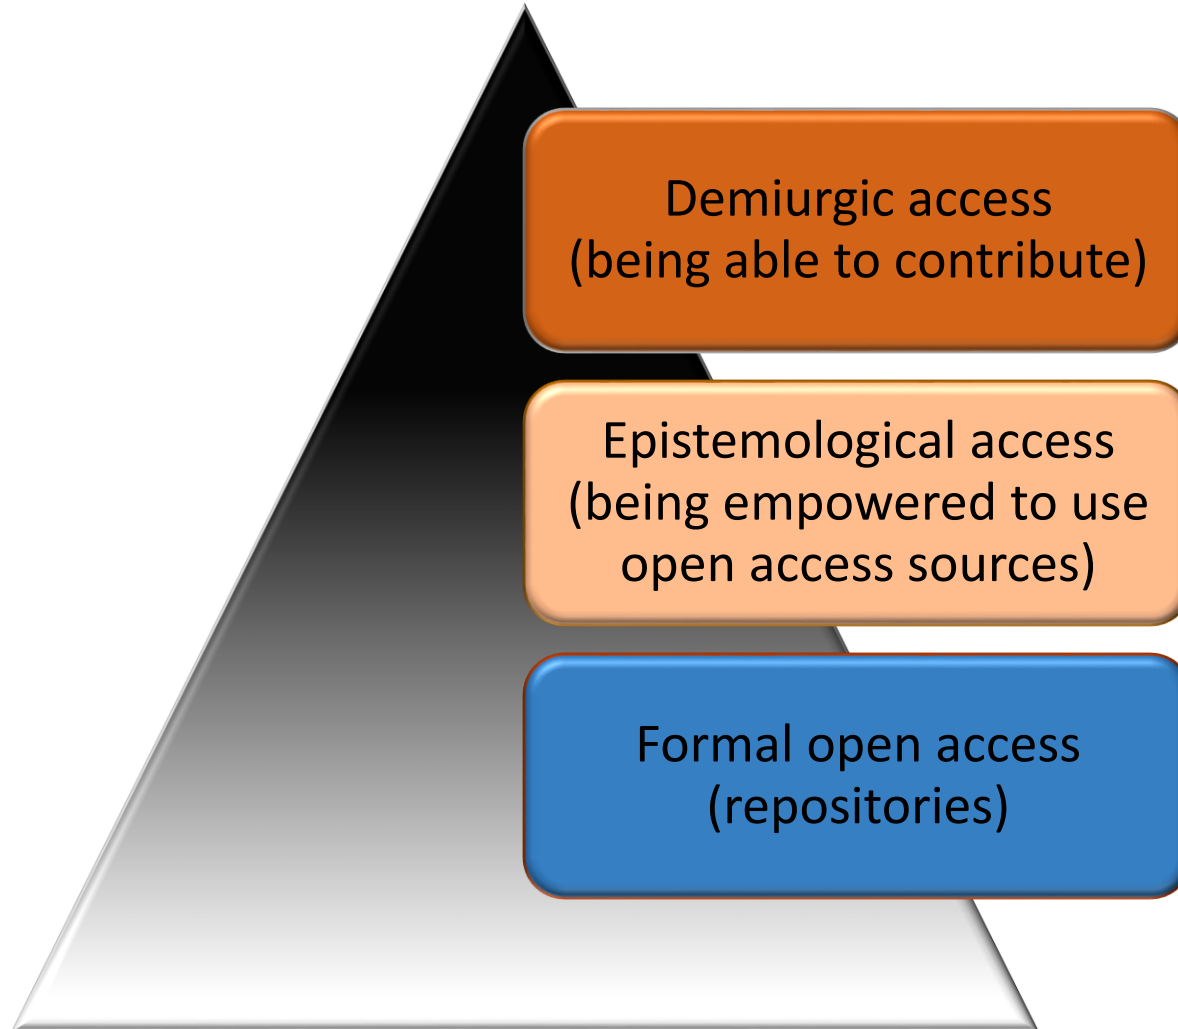 Demiurgic access
(being able to contribute)
Epistemological access
(being empowered to use
open access sources)
Formal open access
(repositories)